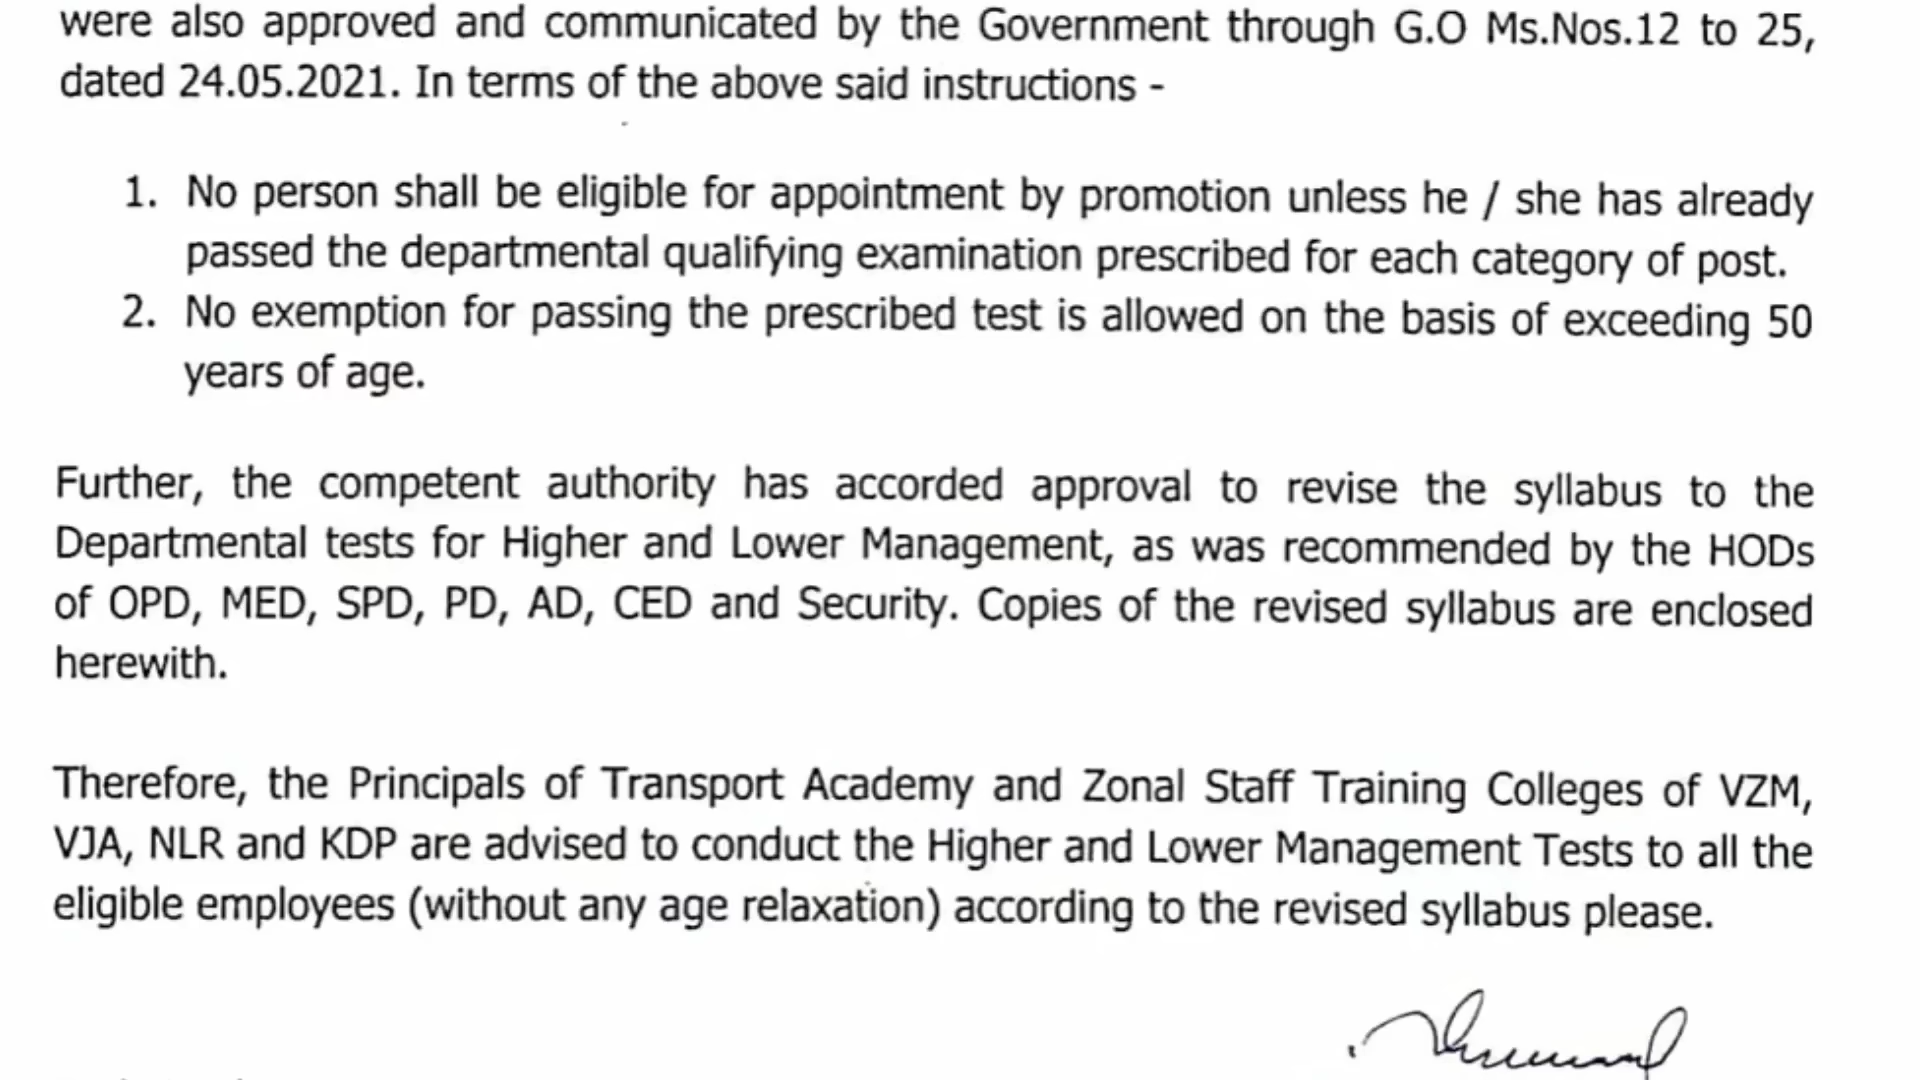 were also approved and communicated by the Government through G.O Ms.Nos.12 to 25,
dated 24.05.2021. In terms of the above said instructions -
1. No person shall be eligible for appointment by promotion unless he / she has already
passed the departmental qualifying examination prescribed for each category of post.
2. No exemption for passing the prescribed test is allowed on the basis of exceeding 50
years of age.
Further, the competent authority has accorded approval to revise the syllabus to the
Departmental tests for Higher and Lower Management, as was recommended by the HODs
of OPD, MED, SPD, PD, AD, CED and Security. Copies of the revised syllabus are enclosed
herewith.
Therefore, the Principals of Transport Academy and Zonal Staff Training Colleges of VZM,
VJA, NLR and KDP are advised to conduct the Higher and Lower Management Tests to all the
eligible employees (without any age relaxation) according to the revised syllabus please.